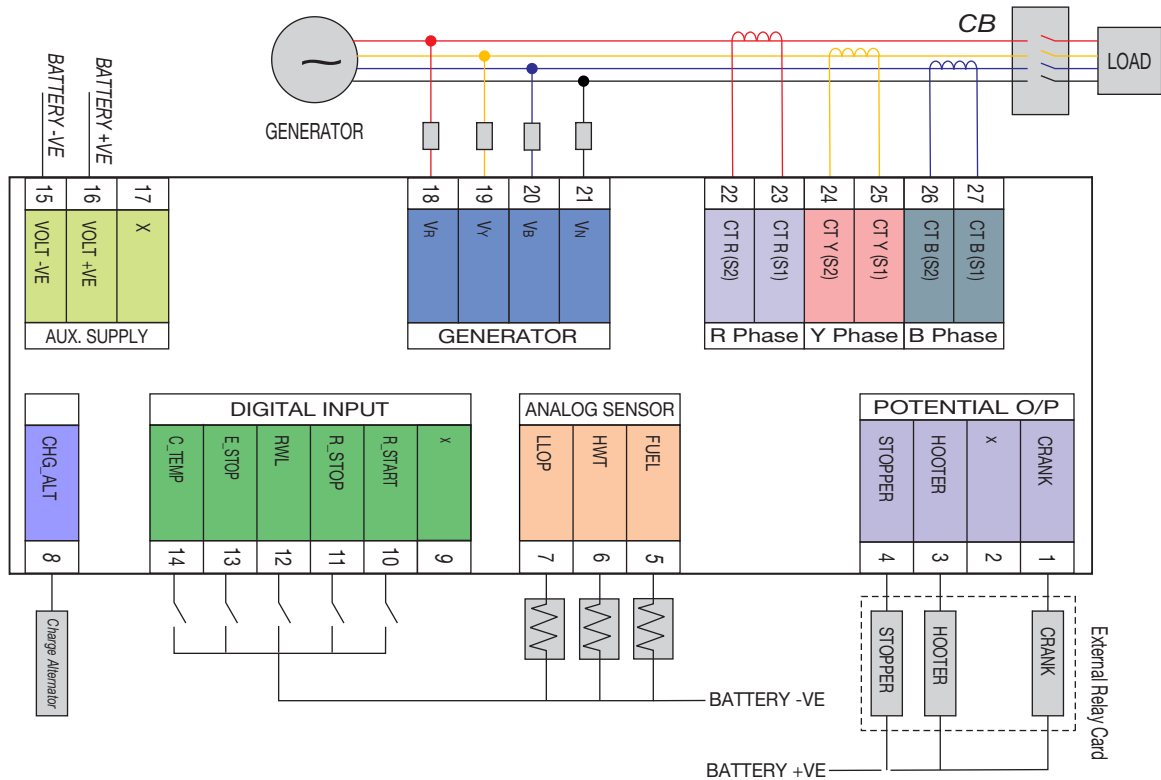 CB
LOAD
~
GENERATOR
BATTERY -VE
BATTERY +VE
15
16
17
VOLT -VE
VOLT +VE
X
AUX. SUPPLY
18
19
20
21
VR
VY
VB
VN
GENERATOR
22
23
24
25
26
27
CT R (S2)
CT R (S1)
CT Y (S2)
CT Y (S1)
CT B (S2)
CT B (S1)
R Phase
Y Phase
B Phase
CHG_ALT
8
Charge Alternator
DIGITAL INPUT
C_TEMP
E_STOP
RWL
R_STOP
R_START
X
14
13
12
11
10
9
ANALOG SENSOR
LLOP
HWT
FUEL
7
6
5
POTENTIAL O/P
STOPPER
HOOTER
X
CRANK
4
3
2
1
STOPPER
HOOTER
CRANK
External Relay Card
BATTERY -VE
BATTERY +VE